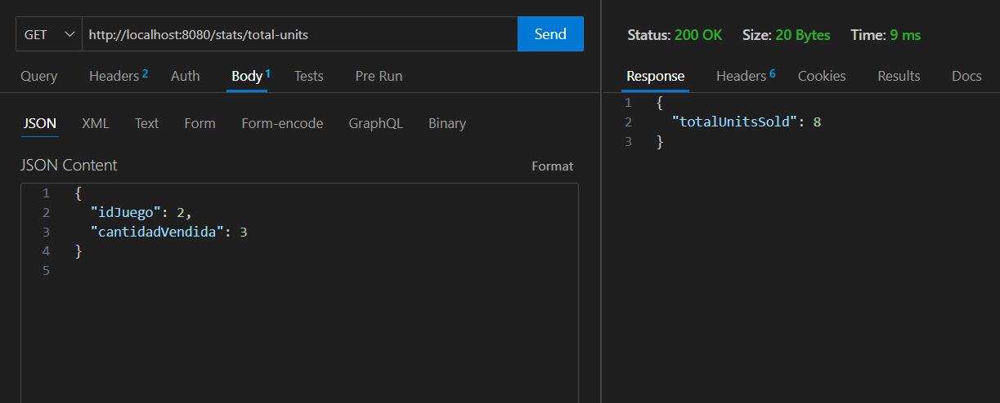 GET http://localhost:8080/stats/total-units Send
Query Headers 2 Auth Body 1 Tests Pre Run
JSON XML Text Form Form-encode GraphQL Binary
JSON Content Format
1 {
2 "idJuego": 2,
3 "cantidadVendida": 3
4 }
5
Status: 200 OK Size: 20 Bytes Time: 9 ms
Response Headers 6 Cookies Results Docs
1 {
2 "totalUnitsSold": 8
3 }